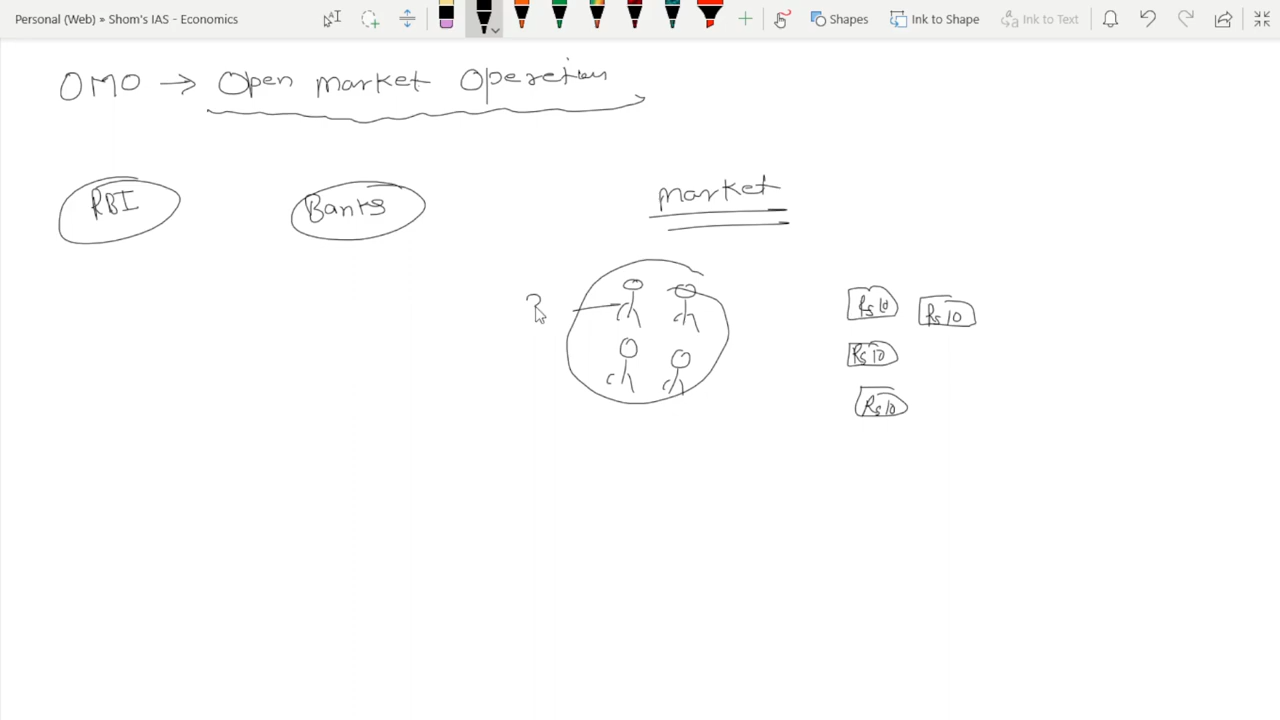 Personal (Web) » Shom's IAS - Economics
Shapes
Ink to Shape
Ink to Text
OMO → Open market Operation
RBI
Banks
market
Rs 10
Rs 10
Rs 10
Rs 10